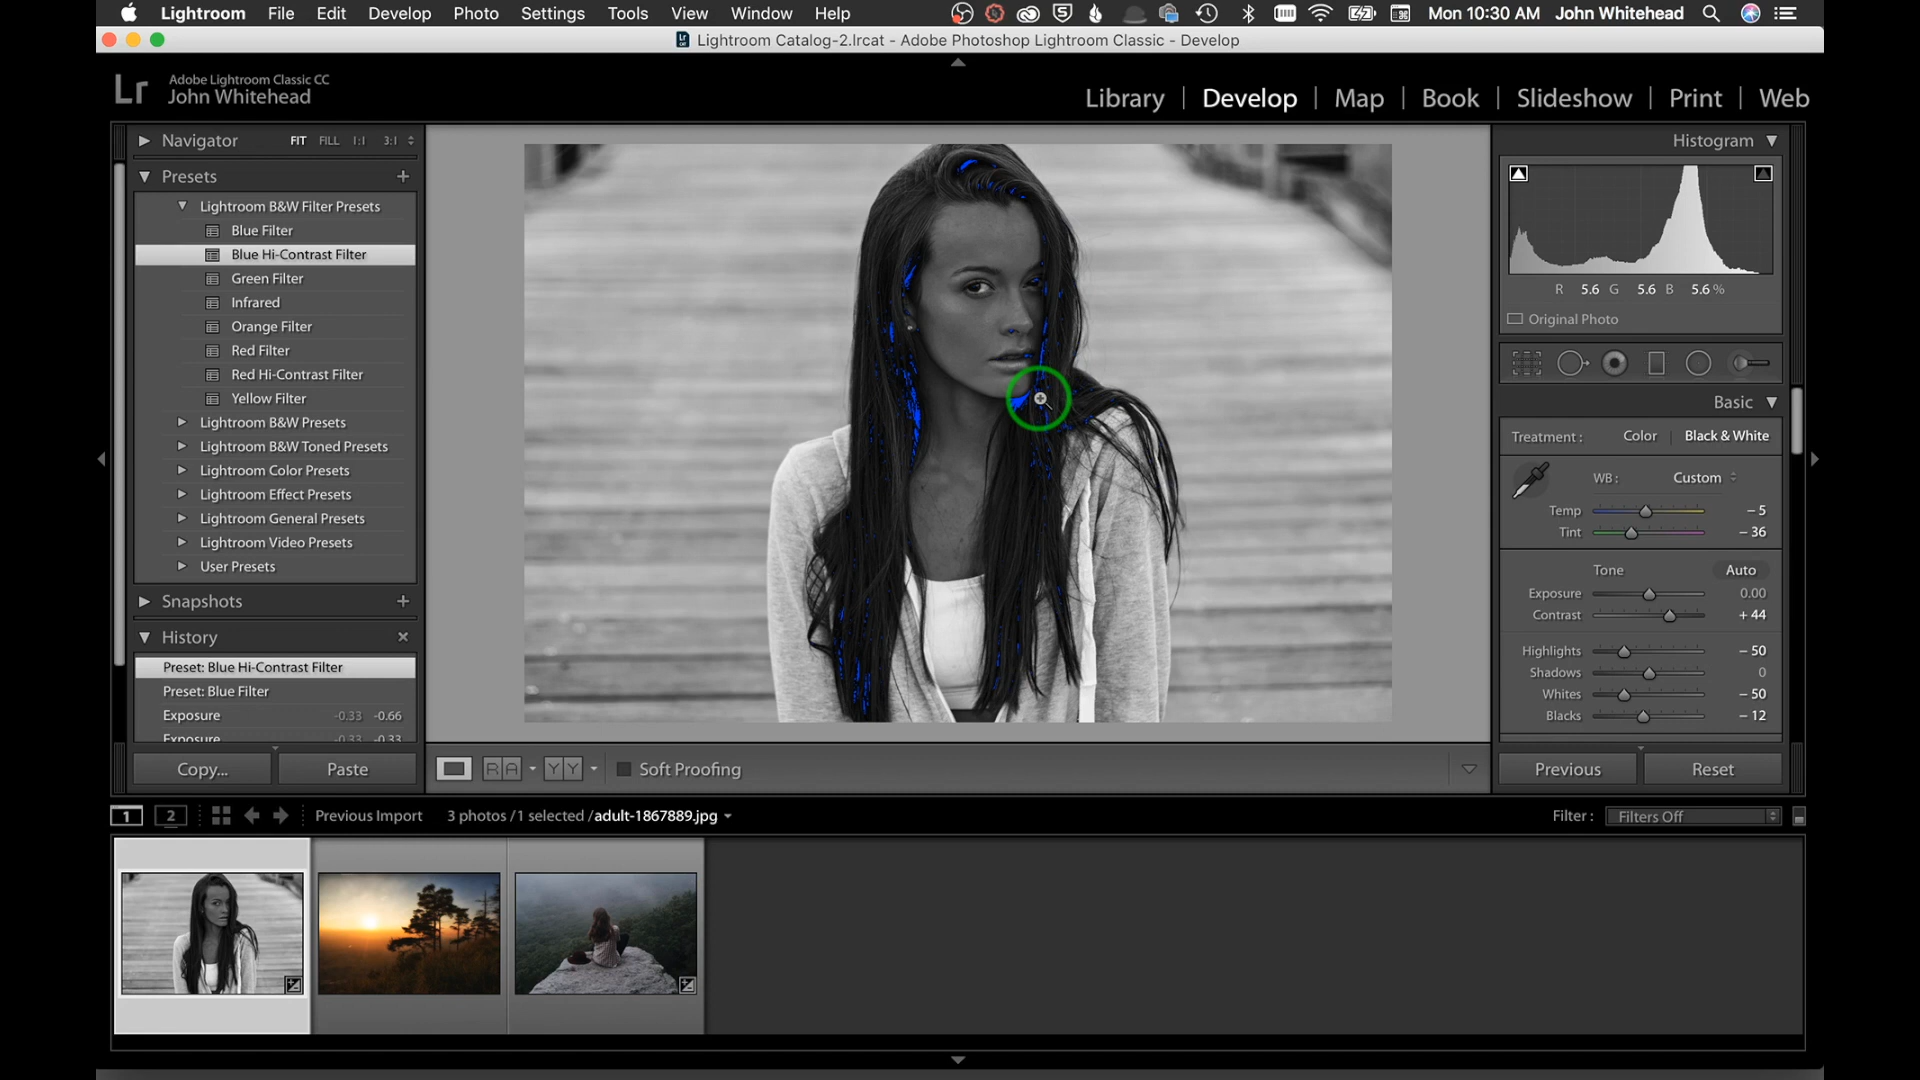 Lightroom File Edit Develop Photo Settings Tools View Window Help Mon 10:30 AM John Whitehead
Lightroom Catalog-2.lrcat - Adobe Photoshop Lightroom Classic - Develop
Lr Adobe Lightroom Classic CC
John Whitehead
Library | Develop | Map | Book | Slideshow | Print | Web
Navigator FIT FILL 1:1 3:1
Presets +
Lightroom B&W Filter Presets
Blue Filter
Blue Hi-Contrast Filter
Green Filter
Infrared
Orange Filter
Red Filter
Red Hi-Contrast Filter
Yellow Filter
Lightroom B&W Presets
Lightroom B&W Toned Presets
Lightroom Color Presets
Lightroom Effect Presets
Lightroom General Presets
Lightroom Video Presets
User Presets
Snapshots +
History ×
Preset: Blue Hi-Contrast Filter
Preset: Blue Filter
Exposure -0.33 -0.66
Exposure -0.33 -0.33
Copy... Paste
R A Y Y Soft Proofing
Histogram
R 5.6 G 5.6 B 5.6 %
Original Photo
Basic
Treatment : Color | Black & White
WB : Custom
Temp – 5
Tint – 36
Tone Auto
Exposure 0.00
Contrast + 44
Highlights – 50
Shadows 0
Whites – 50
Blacks – 12
Previous Reset
1 2 Previous Import 3 photos / 1 selected / adult-1867889.jpg Filter : Filters Off